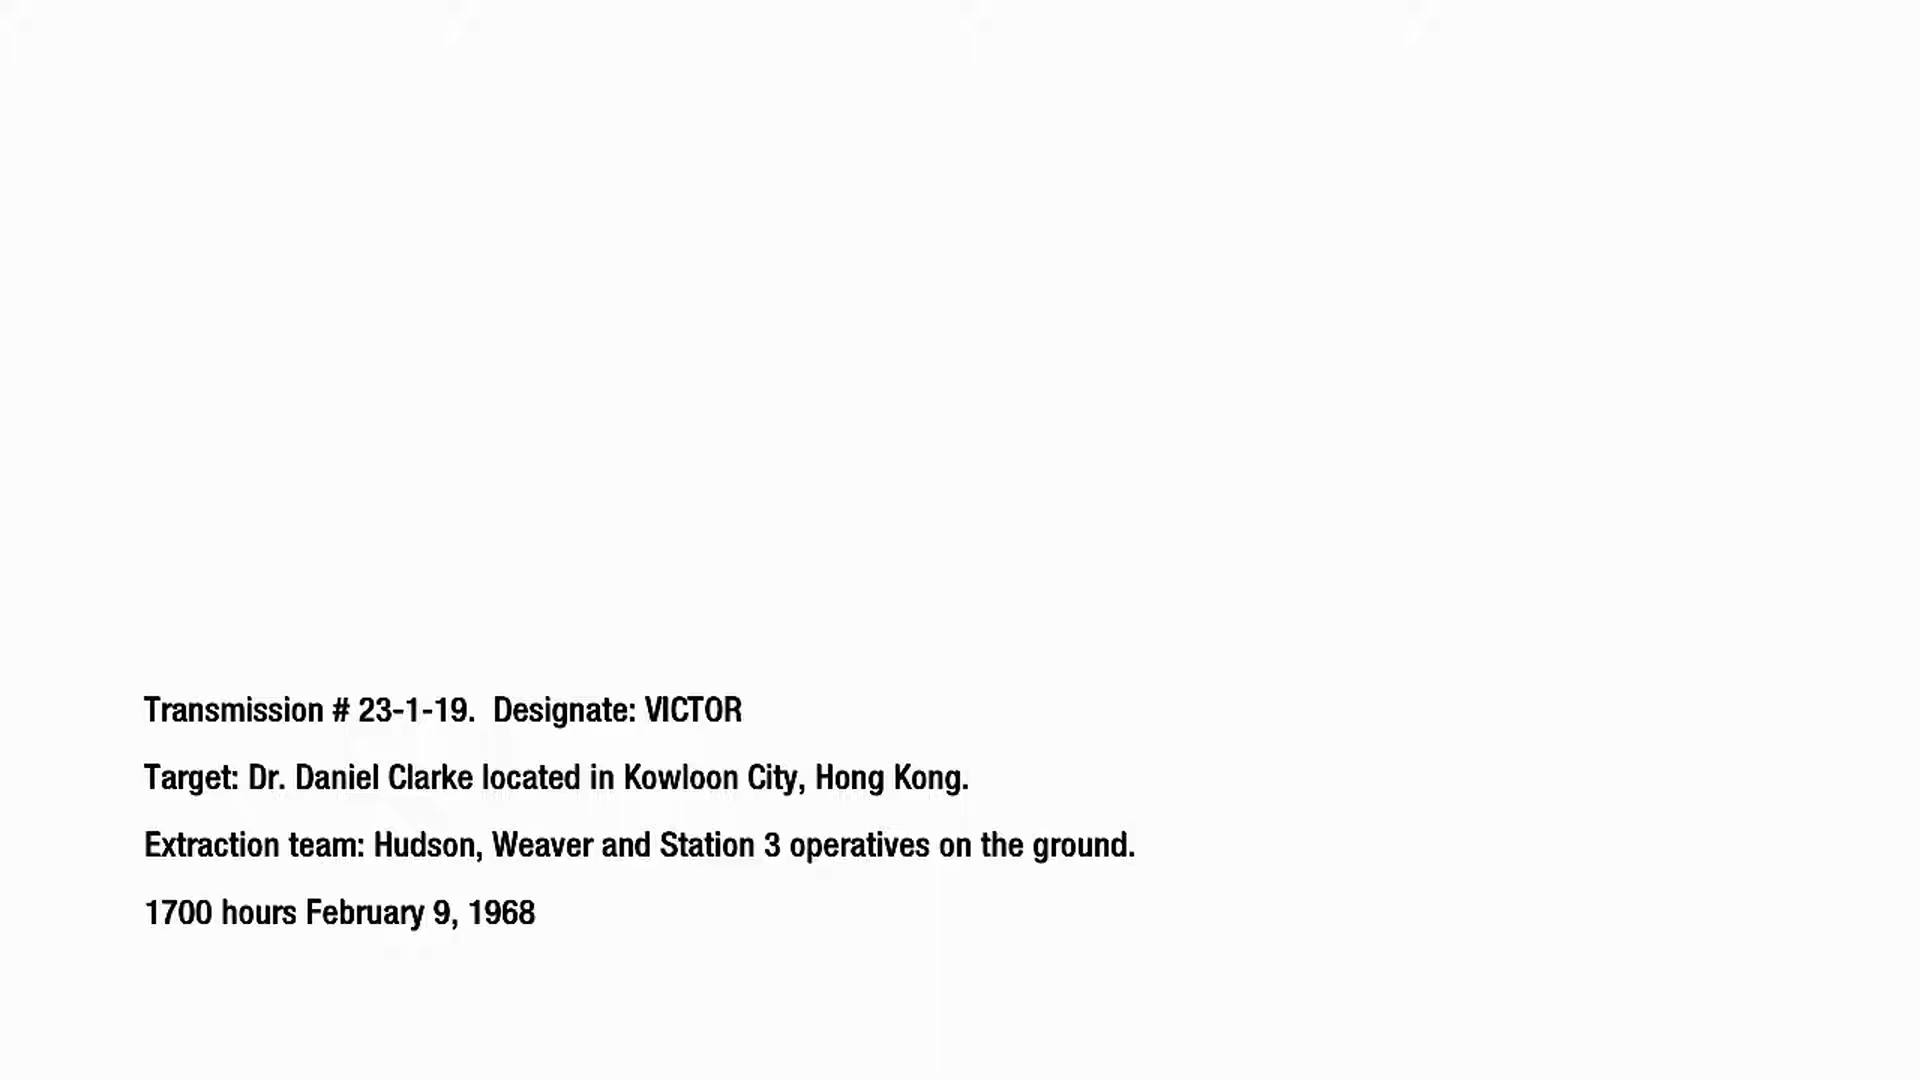 Transmission # 23-1-19.  Designate: VICTOR
Target: Dr. Daniel Clarke located in Kowloon City, Hong Kong.
Extraction team: Hudson, Weaver and Station 3 operatives on the ground.
1700 hours February 9, 1968